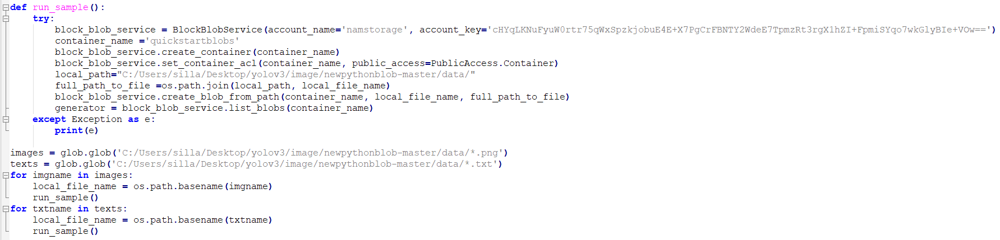 def run_sample():
    try:
        block_blob_service = BlockBlobService(account_name='namstorage', account_key='cHYqLKNuFyuW0rtr75qWxSpzkjobuE4E+X7PgCrFBNTY2WdeE7TpmzRt3rgX1hZI+FpmiSYqo7wkGlyBIe+VOw==')
        container_name ='quickstartblobs'
        block_blob_service.create_container(container_name)
        block_blob_service.set_container_acl(container_name, public_access=PublicAccess.Container)
        local_path="C:/Users/silla/Desktop/yolov3/image/newpythonblob-master/data/"
        full_path_to_file =os.path.join(local_path, local_file_name)
        block_blob_service.create_blob_from_path(container_name, local_file_name, full_path_to_file)
        generator = block_blob_service.list_blobs(container_name)
    except Exception as e:
        print(e)
images = glob.glob('C:/Users/silla/Desktop/yolov3/image/newpythonblob-master/data/*.png')
texts = glob.glob('C:/Users/silla/Desktop/yolov3/image/newpythonblob-master/data/*.txt')
for imgname in images:
    local_file_name = os.path.basename(imgname)
    run_sample()
for txtname in texts:
    local_file_name = os.path.basename(txtname)
    run_sample()